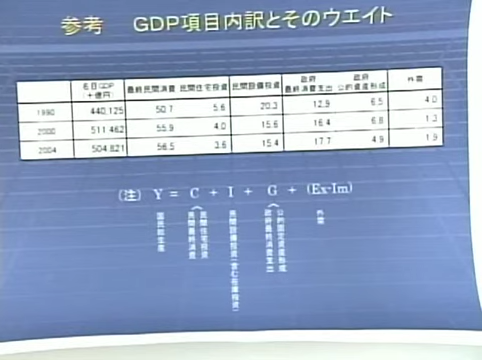 参考　GDP項目内訳とそのウエイト
名目GDP (十億円) 最終民間消費 民間住宅投資 民間設備投資 政府最終消費支出 政府公的資産形成 外需
1990 440,125 50.7 5.6 20.3 12.9 6.5 4.0
2000 511,462 55.9 4.0 15.6 16.4 6.8 1.3
2004 504,821 56.5 3.6 15.4 17.7 4.9 1.9
(注) Y = C + I + G + (Ex-Im)
国民総生産
民間住宅投資
民間最終消費
民間設備投資(含む在庫投資)
公的固定資産形成
政府最終消費支出
外需